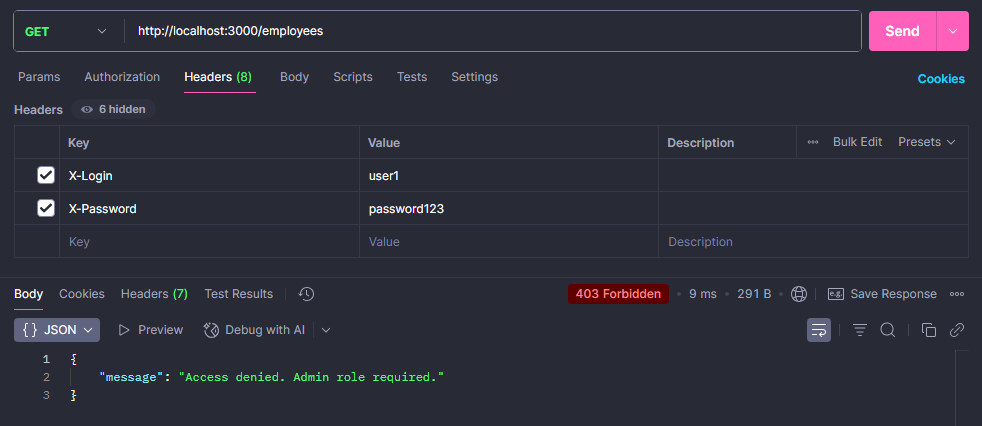 GET http://localhost:3000/employees Send
Params Authorization Headers (8) Body Scripts Tests Settings Cookies
Headers 6 hidden
Key Value Description Bulk Edit Presets
X-Login user1
X-Password password123
Key Value Description
Body Cookies Headers (7) Test Results 403 Forbidden • 9 ms • 291 B • e.g. Save Response
{} JSON Preview Debug with AI
1 {
2 "message": "Access denied. Admin role required."
3 }